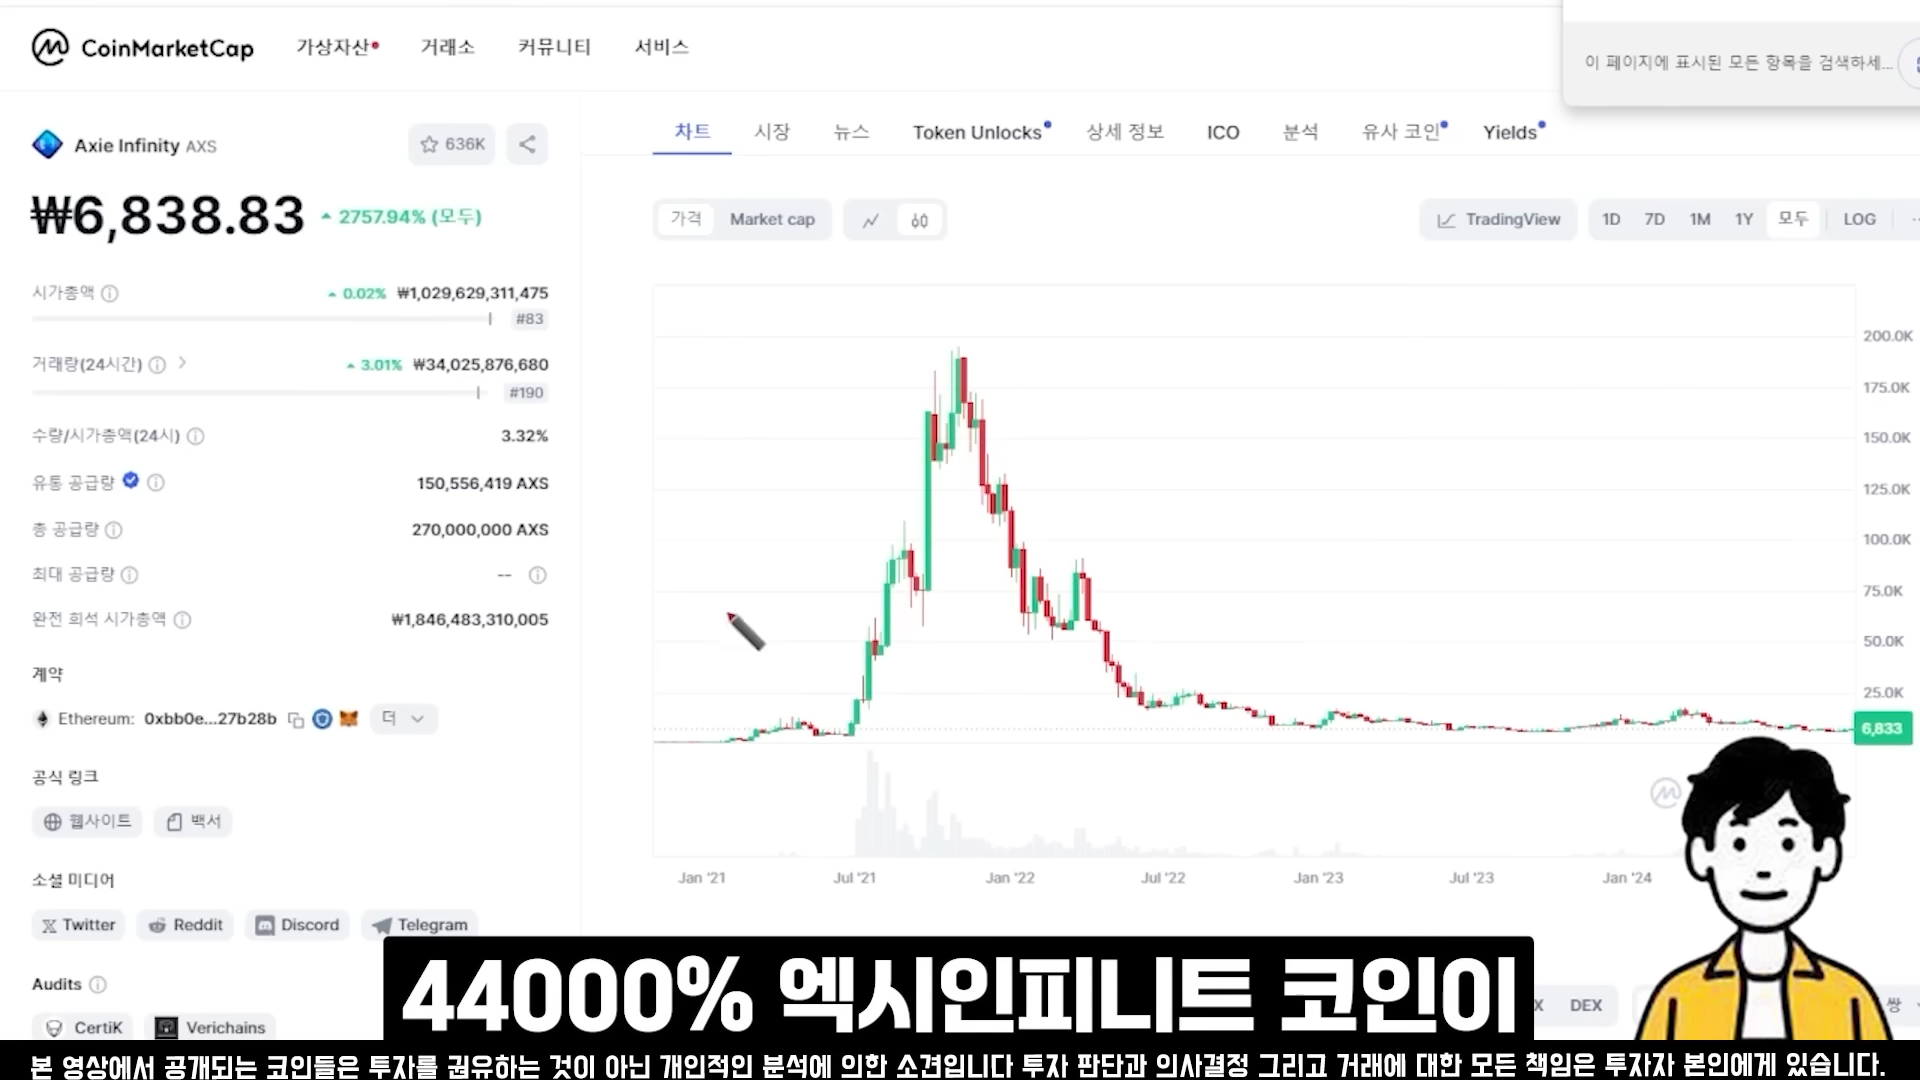 CoinMarketCap 가상자산 거래소 커뮤니티 서비스
이 페이지에 표시된 모든 항목을 검색하세...
Axie Infinity AXS 636K
₩6,838.83 2757.94% (모두)
시가총액 0.02% ₩1,029,629,311,475
#83
거래량(24시간) 3.01% ₩34,025,876,680
#190
수량/시가총액(24시) 3.32%
유통 공급량 150,556,419 AXS
총 공급량 270,000,000 AXS
최대 공급량 --
완전 희석 시가총액 ₩1,846,483,310,005
계약
Ethereum: 0xbb0e...27b28b 더
공식 링크
웹사이트 백서
소셜 미디어
Twitter Reddit Discord Telegram
Audits
CertiK Verichains
차트 시장 뉴스 Token Unlocks 상세 정보 ICO 분석 유사 코인 Yields
가격 Market cap TradingView 1D 7D 1M 1Y 모두 LOG
200.0K
175.0K
150.0K
125.0K
100.0K
75.0K
50.0K
25.0K
6,833
Jan '21 Jul '21 Jan '22 Jul '22 Jan '23 Jul '23 Jan '24
DEX
쌍
44000% 엑시인피니트 코인이
본 영상에서 공개되는 코인들은 투자를 권유하는 것이 아닌 개인적인 분석에 의한 소견입니다 투자 판단과 의사결정 그리고 거래에 대한 모든 책임은 투자자 본인에게 있습니다.